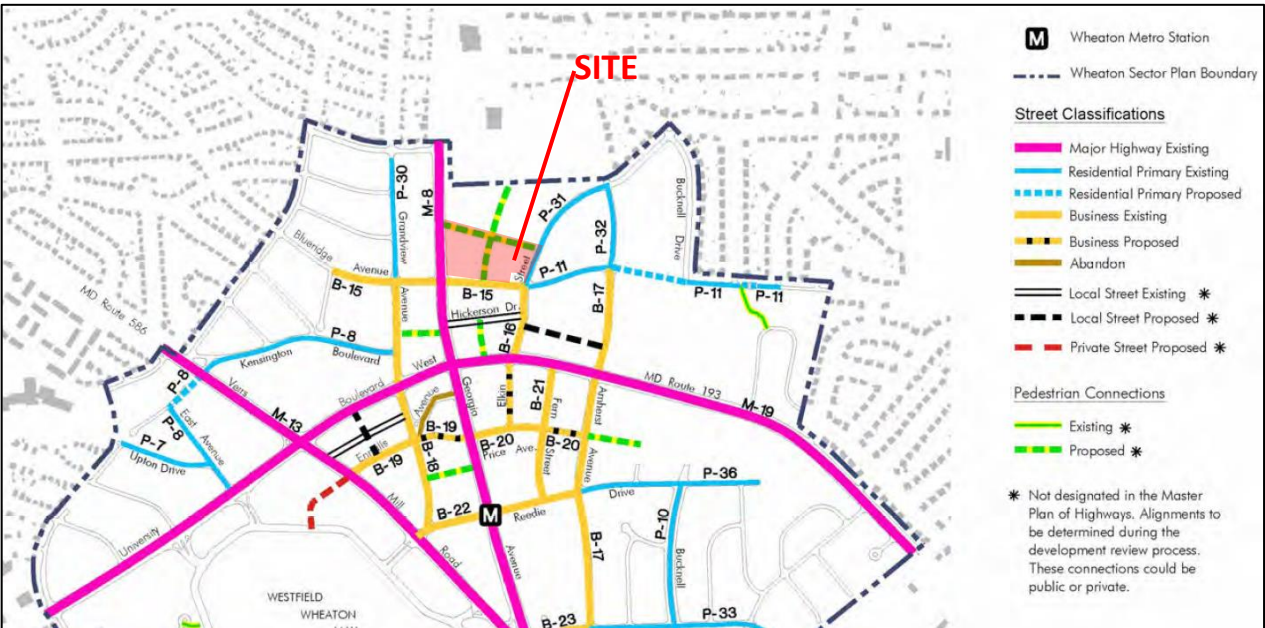 SITE
P-30
Grandview
M-8
P-31
P-32
Bucknell
Drive
Blueridge
Avenue
B-15
Street
P-11
B-15
B-17
P-11
P-11
MD Route 586
Avenue
Hickerson Dr.
B-16
P-8
Kensington
Boulevard
West
Boulevard
MD Route 193
M-19
P-8
Veirs
M-13
P-8
East
Avenue
P-7
Upton Drive
Avenue
Georgia
Elkin
B-21
Fern
Amherst
Ennalls
B-19
B-19
B-18
B-20
Price Ave.
Street
B-20
Avenue
Mill
Road
B-22
M
Reedie
Drive
P-36
P-10
Bucknell
B-17
University
Avenue
WESTFIELD
WHEATON
B-23
P-33
M Wheaton Metro Station
Wheaton Sector Plan Boundary
Street Classifications
Major Highway Existing
Residential Primary Existing
Residential Primary Proposed
Business Existing
Business Proposed
Abandon
Local Street Existing *
Local Street Proposed *
Private Street Proposed *
Pedestrian Connections
Existing *
Proposed *
* Not designated in the Master
Plan of Highways. Alignments to
be determined during the
development review process.
These connections could be
public or private.